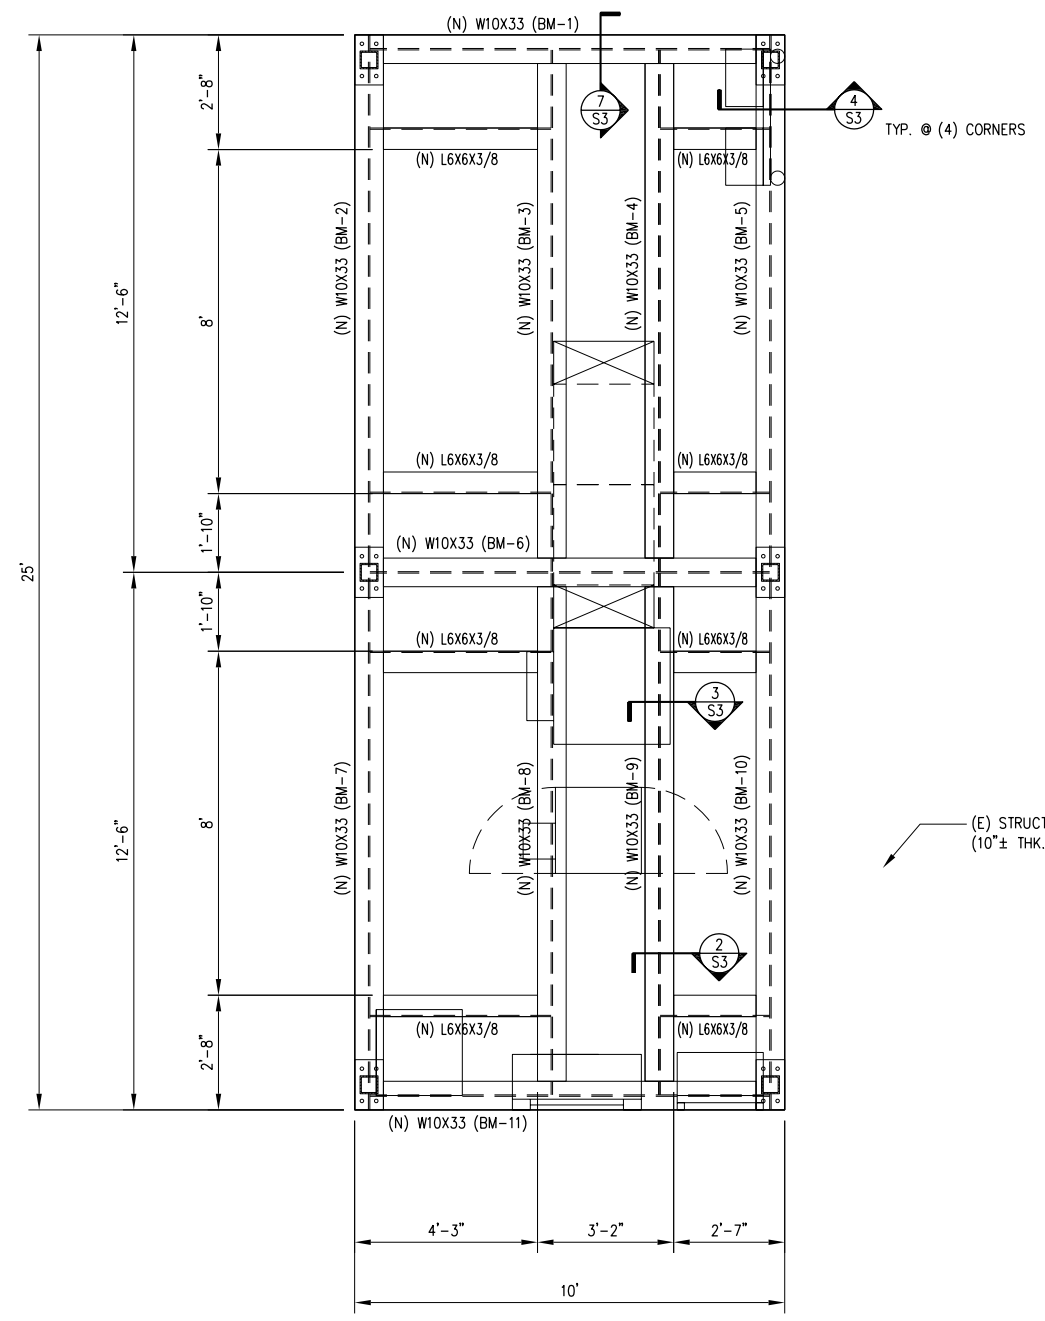 (N) W10X33 (BM-1)
7
S3
4
S3
TYP. @ (4) CORNERS
2'-8"
(N) L6X6X3/8
(N) L6X6X3/8
(N) W10X33 (BM-2)
(N) W10X33 (BM-3)
(N) W10X33 (BM-4)
(N) W10X33 (BM-5)
12'-6"
8'
(N) L6X6X3/8
(N) L6X6X3/8
1'-10"
(N) W10X33 (BM-6)
25'
1'-10"
(N) L6X6X3/8
(N) L6X6X3/8
3
S3
(N) W10X33 (BM-7)
(N) W10X33 (BM-8)
(N) W10X33 (BM-9)
(N) W10X33 (BM-10)
12'-6"
8'
(E) STRUCT
(10"± THK.
2
S3
(N) L6X6X3/8
(N) L6X6X3/8
2'-8"
(N) W10X33 (BM-11)
4'-3"
3'-2"
2'-7"
10'